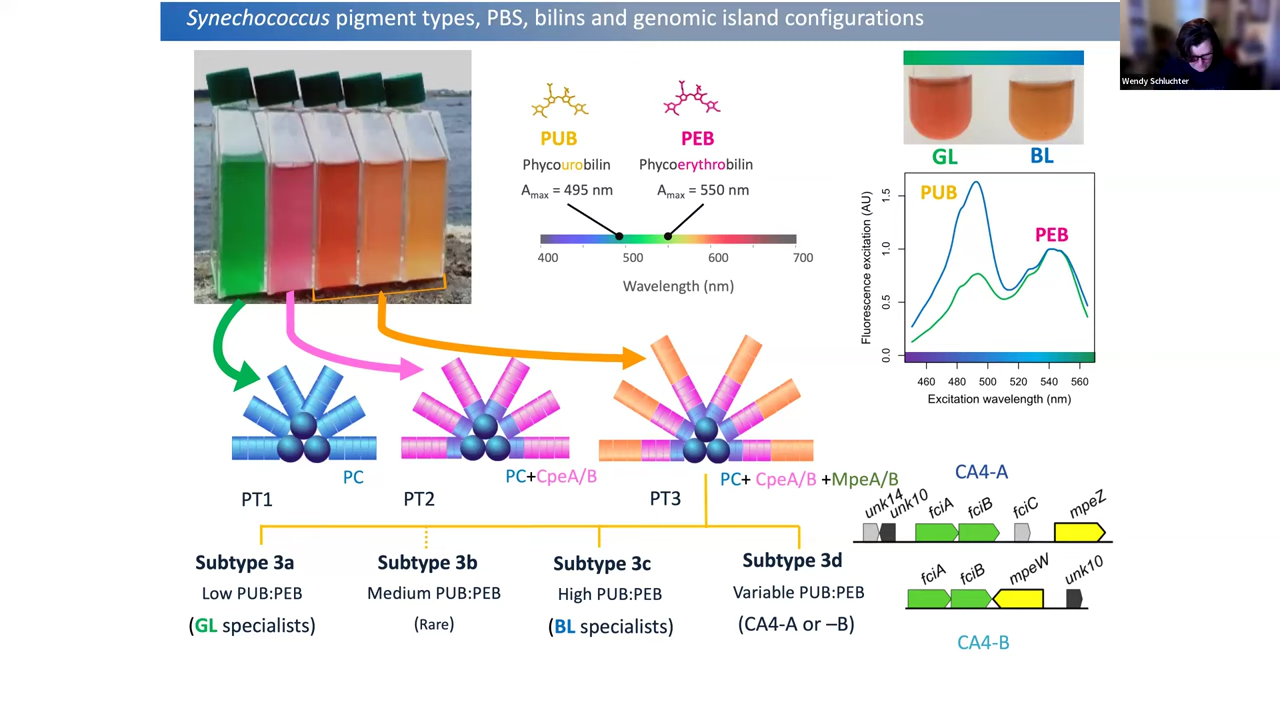 Synechococcus pigment types, PBS, bilins and genomic island configurations
Wendy Schluchter
PUB
Phycourobilin
Amax = 495 nm
PEB
Phycoerythrobilin
Amax = 550 nm
400 500 600 700
Wavelength (nm)
GL BL
PUB
PEB
Fluorescence excitation (AU)
1.5
1.0
0.5
0.0
460 480 500 520 540 560
Excitation wavelength (nm)
PC
PT1
PC+CpeA/B
PT2
PC+ CpeA/B +MpeA/B
PT3
Subtype 3a
Low PUB:PEB
(GL specialists)
Subtype 3b
Medium PUB:PEB
(Rare)
Subtype 3c
High PUB:PEB
(BL specialists)
Subtype 3d
Variable PUB:PEB
(CA4-A or –B)
CA4-A
unk14 unk10 fciA fciB fciC mpeZ
fciA fciB mpeW unk10
CA4-B